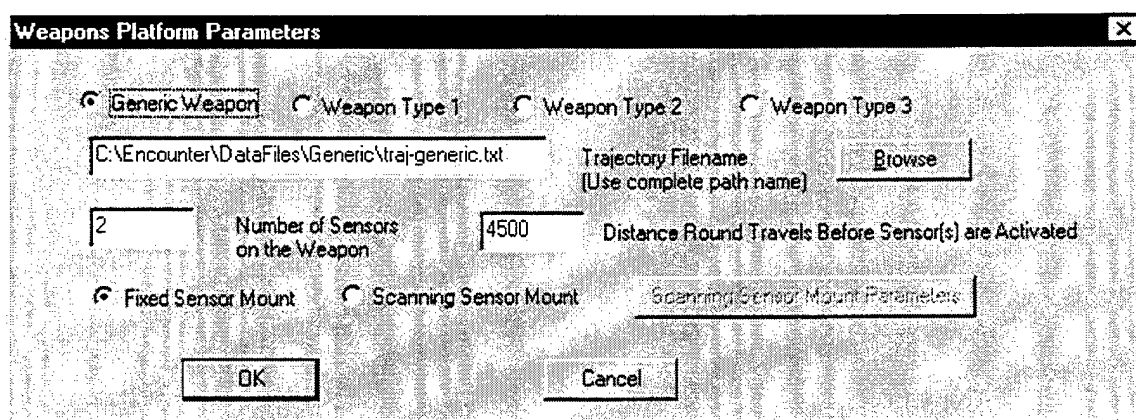 Weapons Platform Parameters
Generic Weapon Weapon Type 1 Weapon Type 2 Weapon Type 3
C:\Encounter\DataFiles\Generic\traj-generic.txt Trajectory Filename Browse
(Use complete path name)
2 Number of Sensors 4500 Distance Round Travels Before Sensor(s) are Activated
on the Weapon
Fixed Sensor Mount Scanning Sensor Mount Scanning Sensor Mount Parameters
OK Cancel